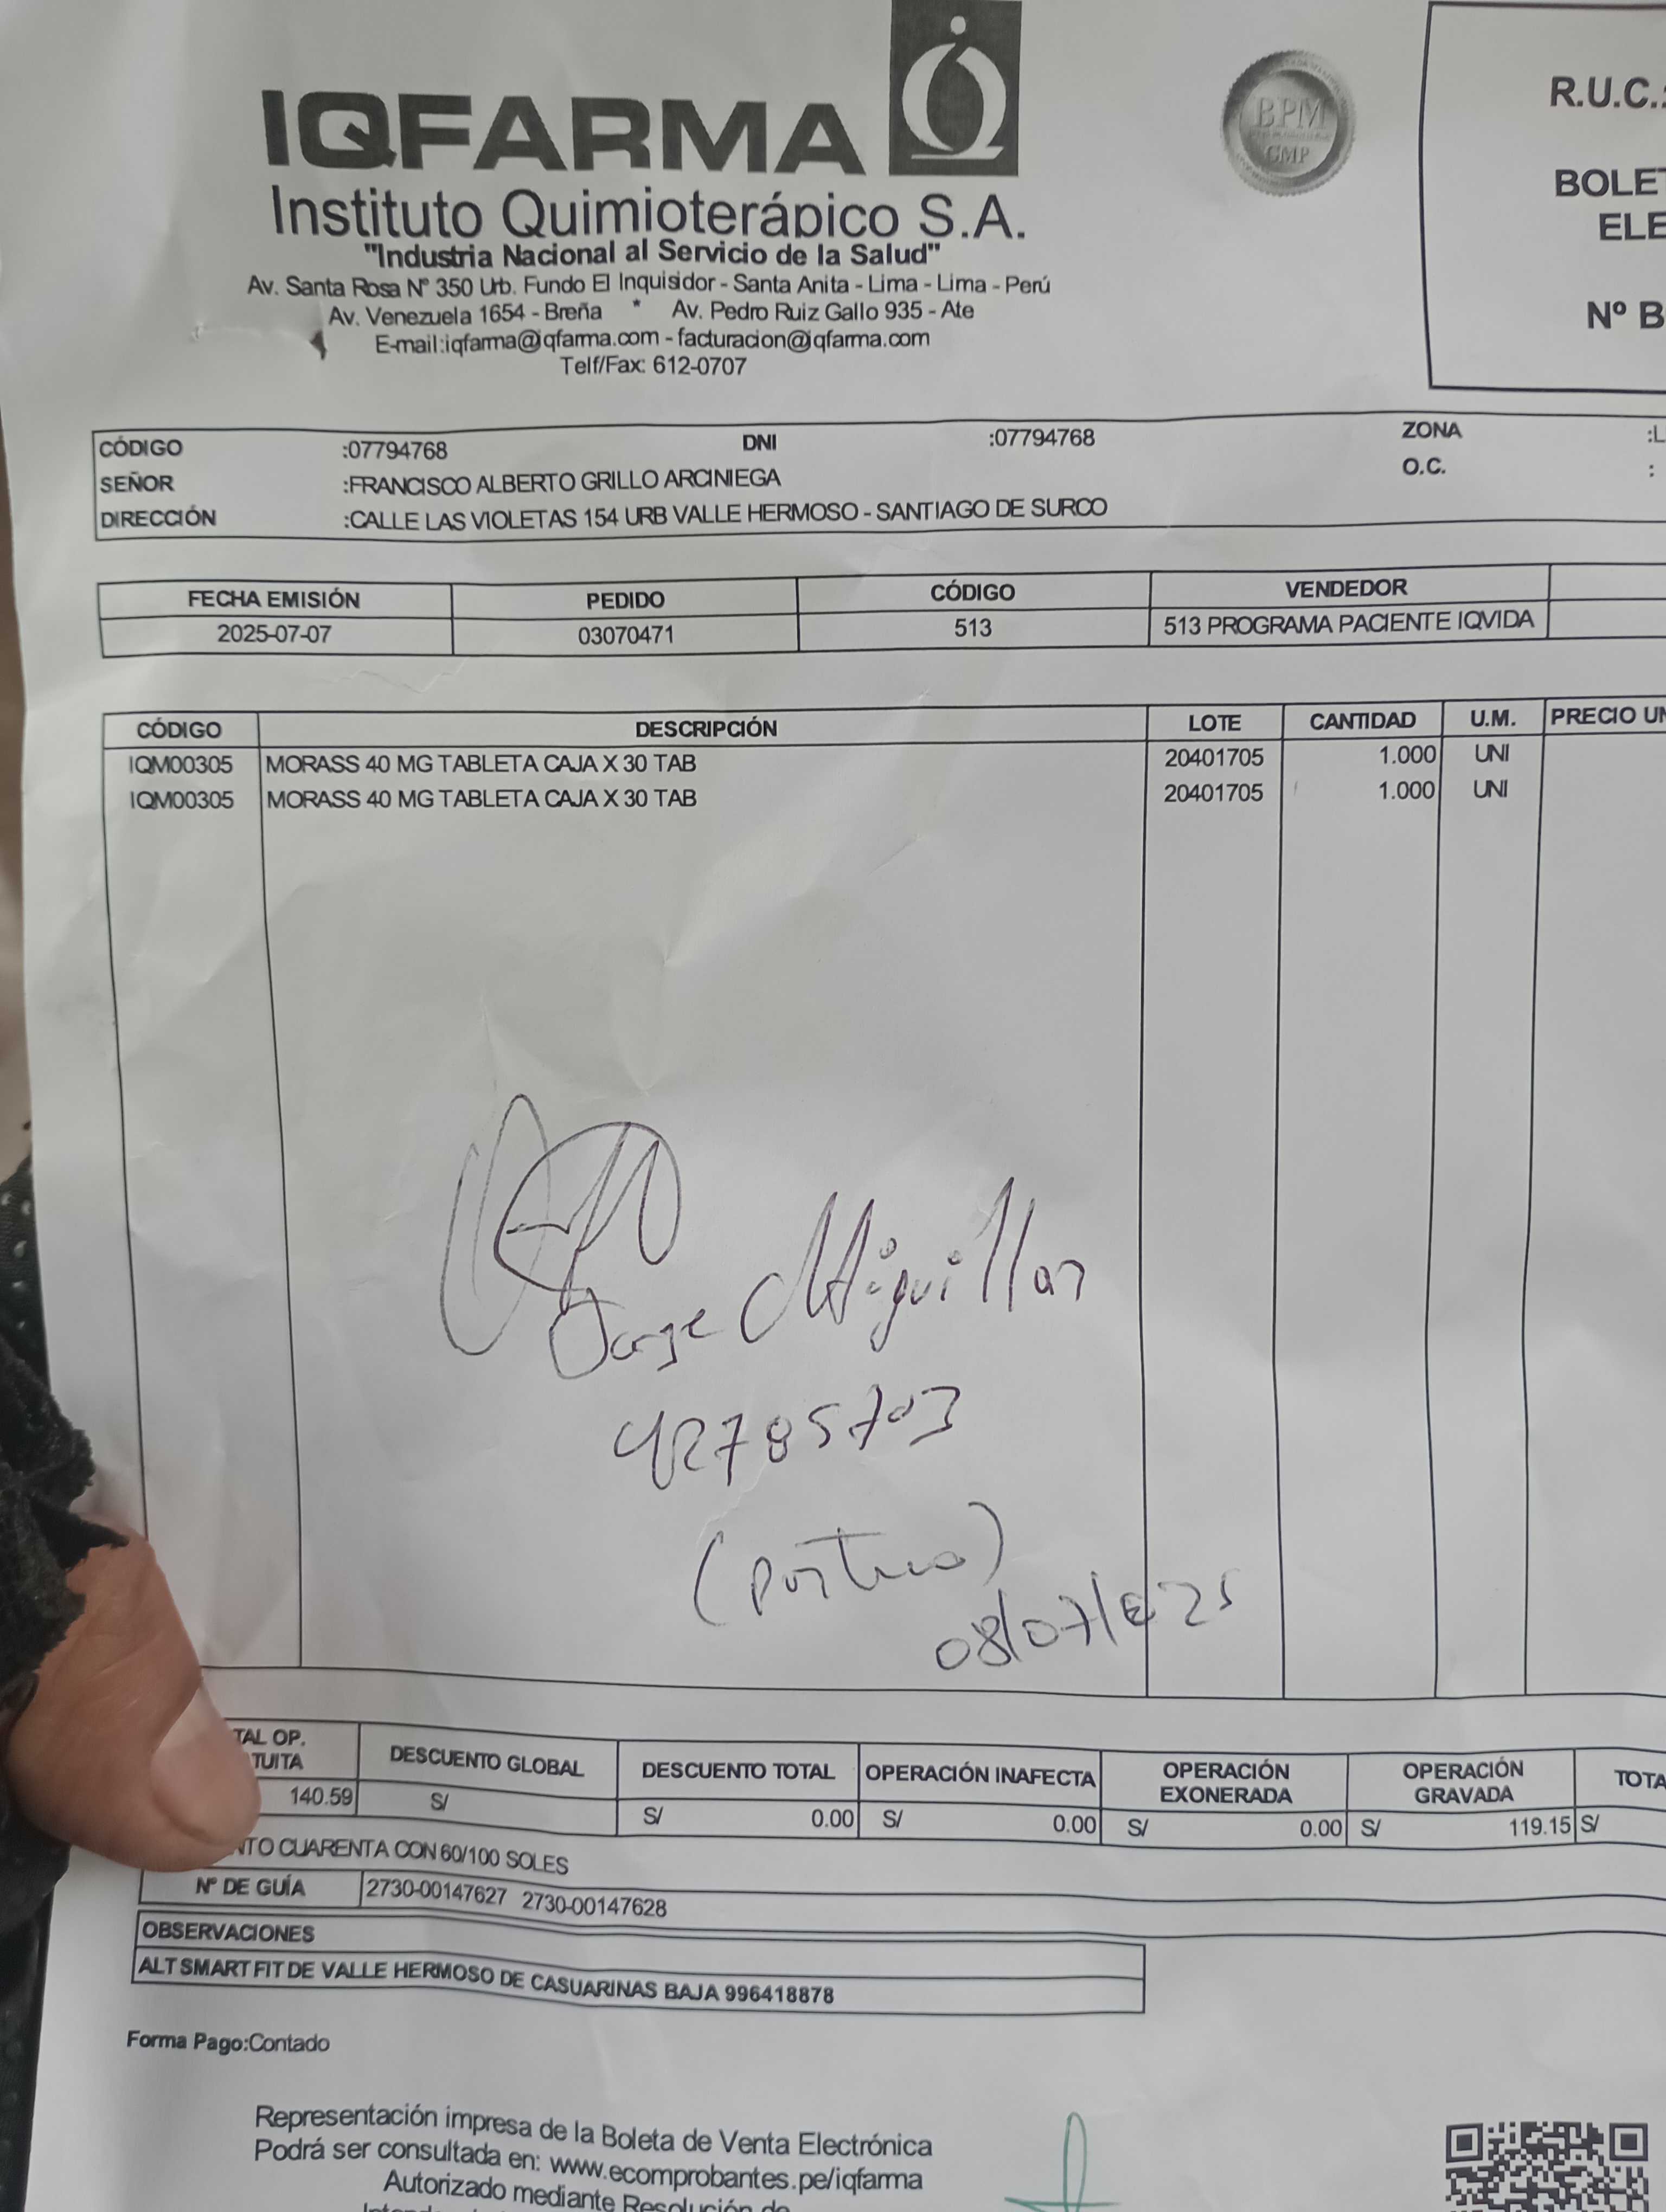 IQFARMA
BPM
GMP
Instituto Quimioterápico S.A.
"Industria Nacional al Servicio de la Salud"
Av. Santa Rosa Nº 350 Urb. Fundo El Inquisidor - Santa Anita - Lima - Lima - Perú
Av. Venezuela 1654 - Breña * Av. Pedro Ruiz Gallo 935 - Ate
E-mail:iqfarma@iqfarma.com - facturacion@iqfarma.com
Telf/Fax: 612-0707
R.U.C.:
BOLET
ELE
Nº B
CÓDIGO :07794768 DNI :07794768 ZONA :L
SEÑOR :FRANCISCO ALBERTO GRILLO ARCINIEGA O.C. :
DIRECCIÓN :CALLE LAS VIOLETAS 154 URB VALLE HERMOSO - SANTIAGO DE SURCO
FECHA EMISIÓN PEDIDO CÓDIGO VENDEDOR
2025-07-07 03070471 513 513 PROGRAMA PACIENTE IQVIDA
CÓDIGO DESCRIPCIÓN LOTE CANTIDAD U.M. PRECIO UN
IQM00305 MORASS 40 MG TABLETA CAJA X 30 TAB 20401705 1.000 UNI
IQM00305 MORASS 40 MG TABLETA CAJA X 30 TAB 20401705 1.000 UNI
Jorge
42785703
08/07/ 25
TAL OP. TUITA DESCUENTO GLOBAL DESCUENTO TOTAL OPERACIÓN INAFECTA OPERACIÓN EXONERADA OPERACIÓN GRAVADA TOTA
140.59 S/ S/ 0.00 S/ 0.00 S/ 0.00 S/ 119.15 S/
NTO CUARENTA CON 60/100 SOLES
Nº DE GUÍA 2730-00147627 2730-00147628
OBSERVACIONES
ALT SMART FIT DE VALLE HERMOSO DE CASUARINAS BAJA 996418878
Forma Pago:Contado
Representación impresa de la Boleta de Venta Electrónica
Podrá ser consultada en: www.ecomprobantes.pe/iqfarma
Autorizado mediante Resolución de